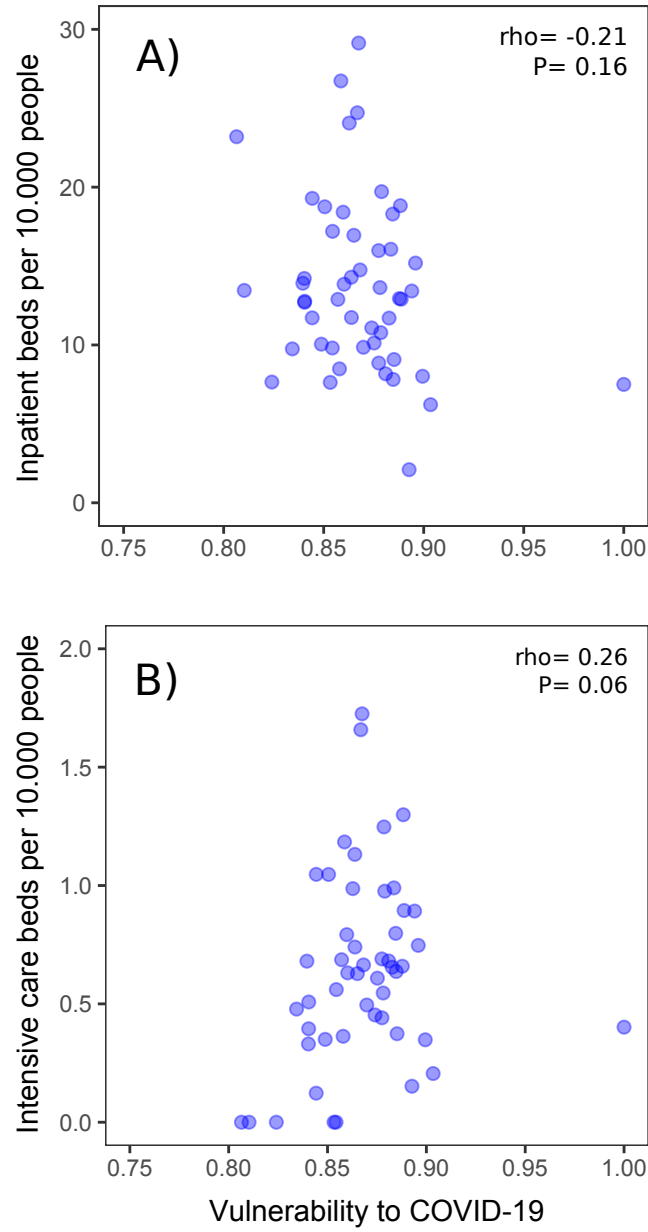 A)
rho= -0.21
P= 0.16
Inpatient beds per 10.000 people
30
20
10
0
0.75 0.80 0.85 0.90 0.95 1.00
B)
rho= 0.26
P= 0.06
Intensive care beds per 10.000 people
2.0
1.5
1.0
0.5
0.0
0.75 0.80 0.85 0.90 0.95 1.00
Vulnerability to COVID-19